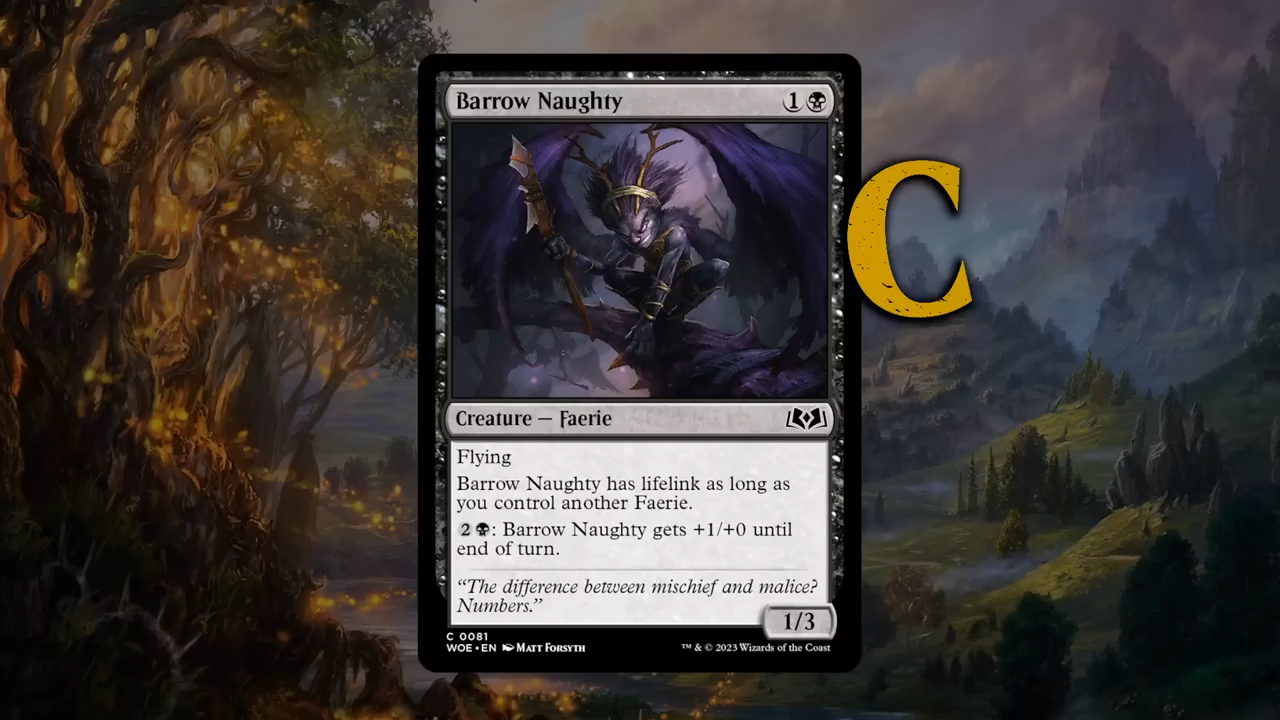 Barrow Naughty 1
C
Creature — Faerie
Flying
Barrow Naughty has lifelink as long as
you control another Faerie.
2: Barrow Naughty gets +1/+0 until
end of turn.
“The difference between mischief and malice?
Numbers.”
1/3
C 0081
WOE • EN Matt Forsyth
™ & © 2023 Wizards of the Coast